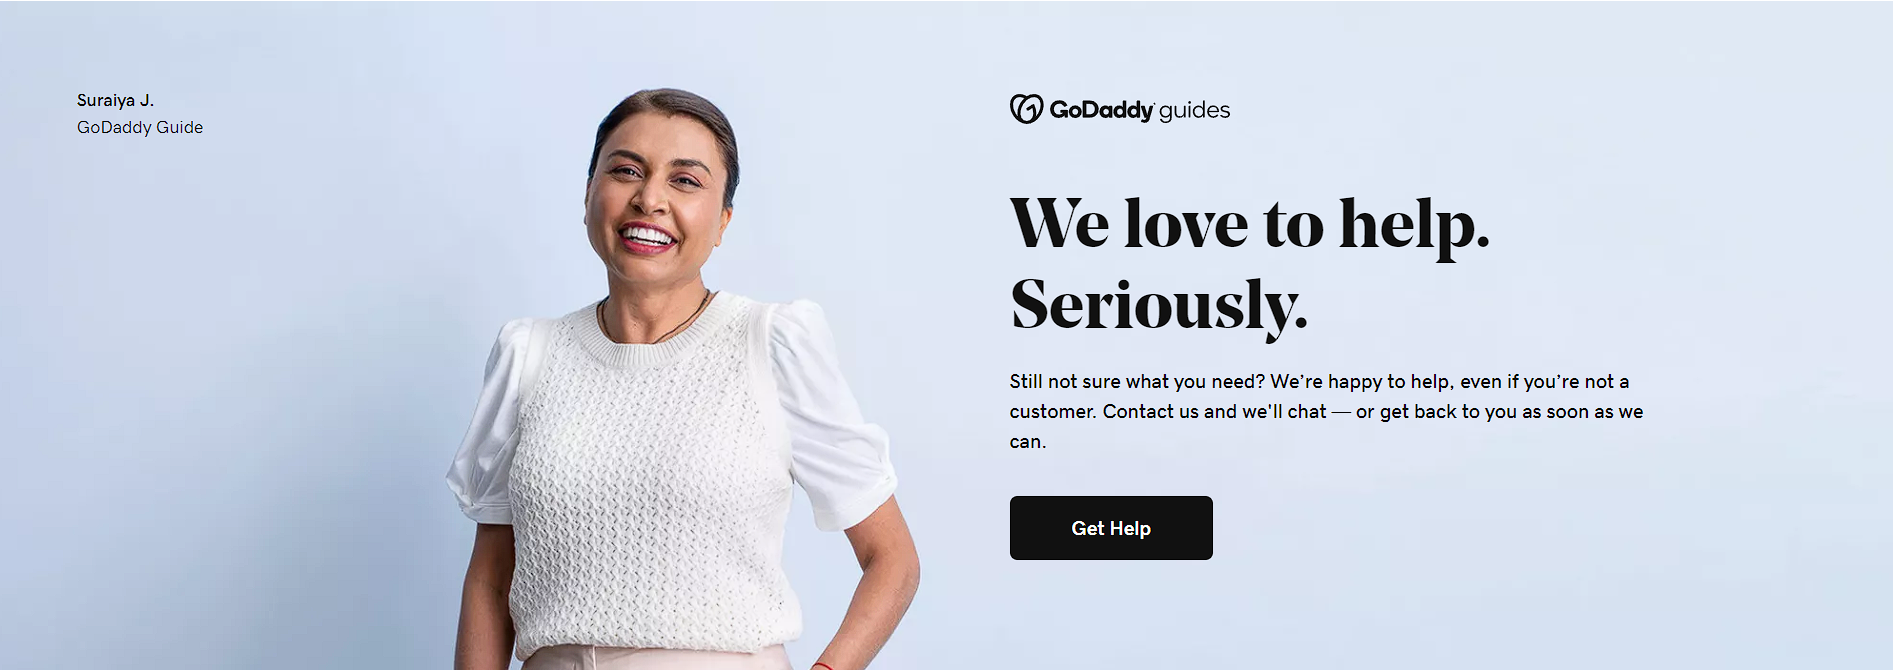 Suraiya J.
GoDaddy Guide
GoDaddy guides
We love to help.
Seriously.
Still not sure what you need? We’re happy to help, even if you’re not a
customer. Contact us and we'll chat — or get back to you as soon as we
can.
Get Help